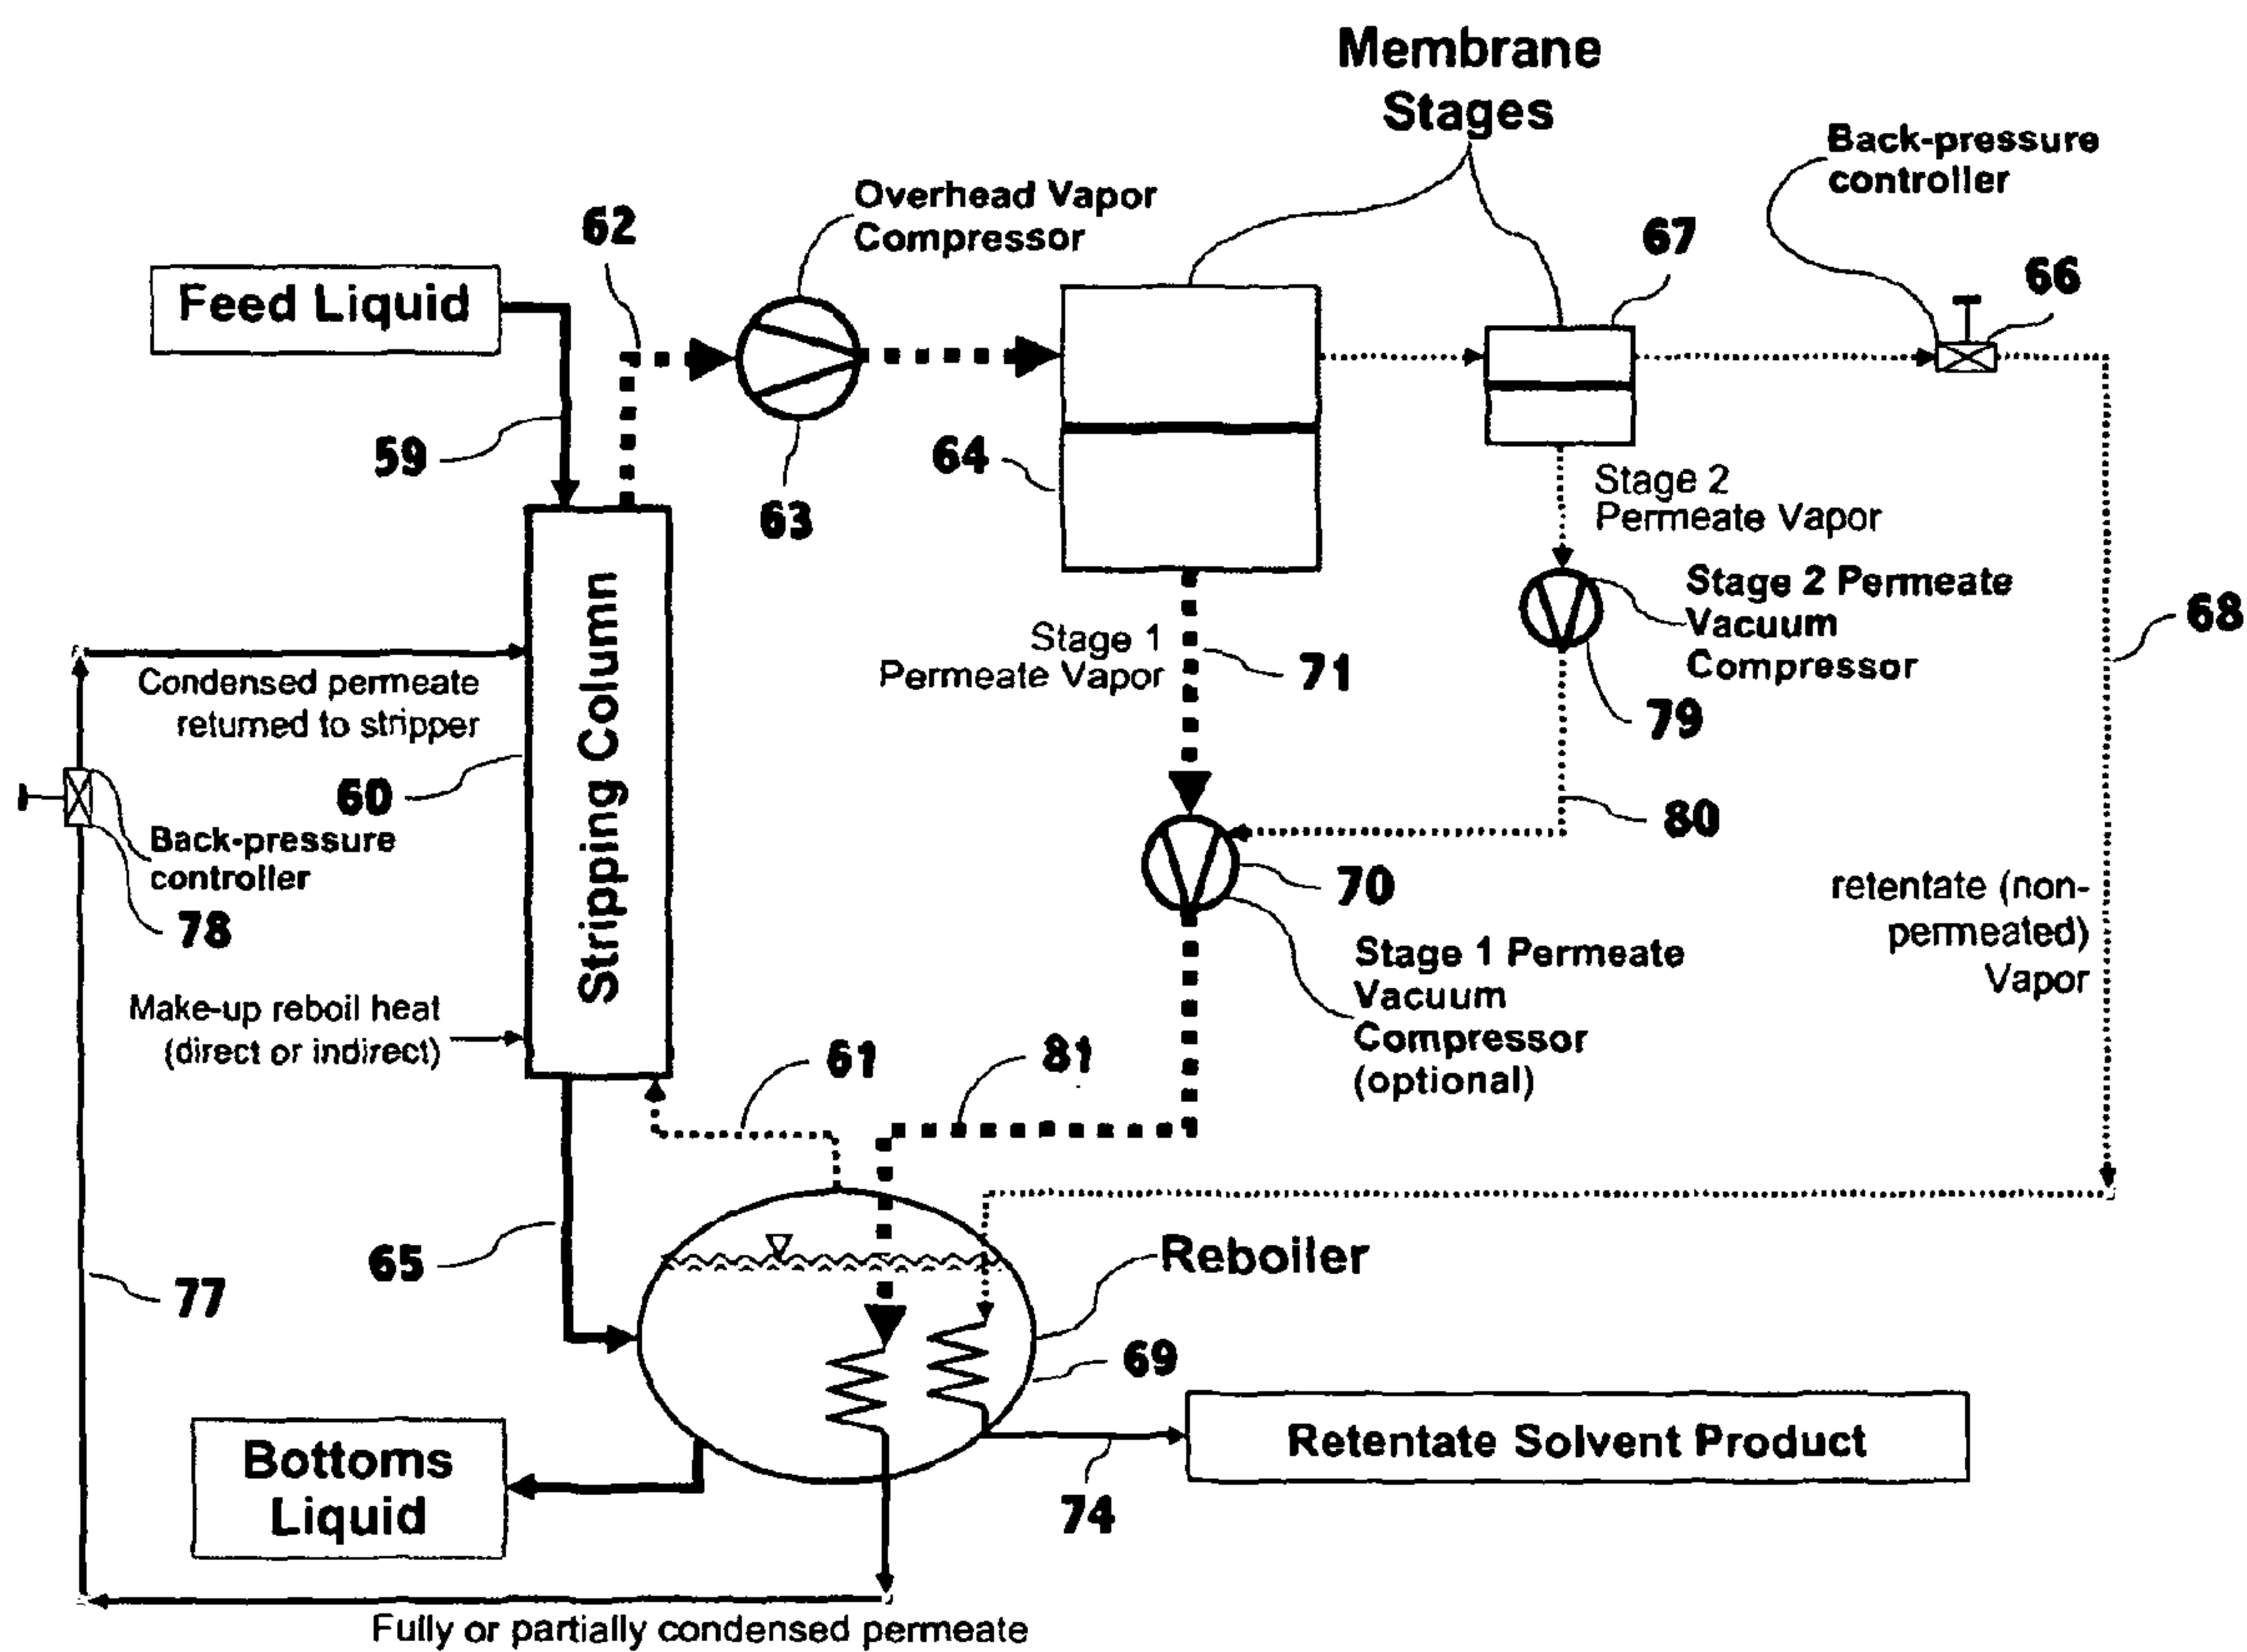 Membrane
Stages
Back-pressure
controller
Overhead Vapor
Compressor
62
67
66
Feed Liquid
59
64
63
Stage 2
Permeate Vapor
Stage 2 Permeate
Vacuum
Compressor
68
Stage 1
Permeate Vapor
71
79
Condensed permeate
returned to stripper
Stripping Column
60
80
Back-pressure
controller
78
70
retentate (non-
permeated)
Vapor
Stage 1 Permeate
Vacuum
Compressor
(optional)
Make-up reboil heat
(direct or indirect)
61
81
65
Reboiler
77
69
Retentate Solvent Product
74
Bottoms
Liquid
Fully or partially condensed permeate